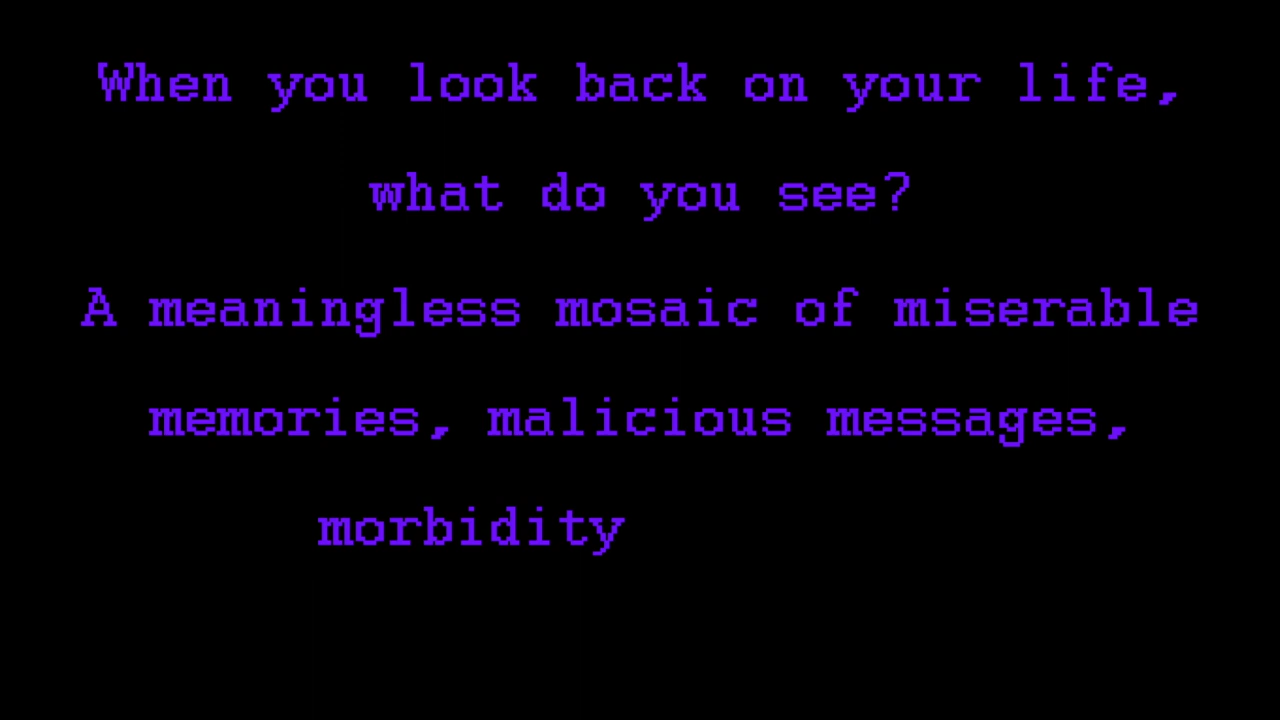 When you look back on your life,
what do you see?
A meaningless mosaic of miserable
memories, malicious messages,
morbidity